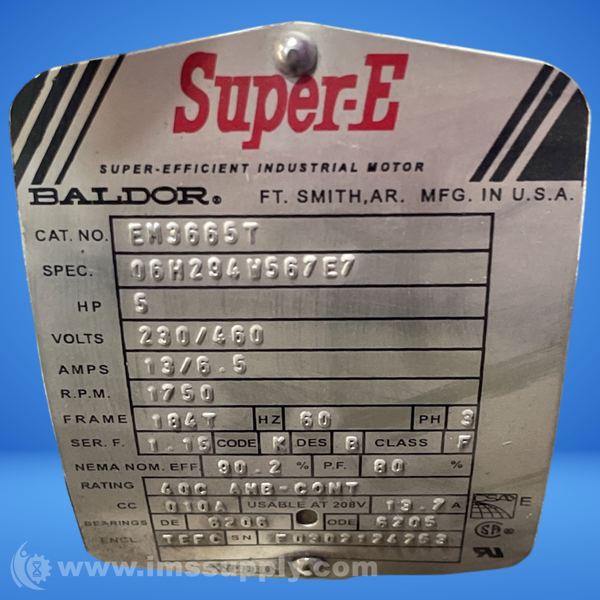 Super-E
SUPER-EFFICIENT INDUSTRIAL MOTOR
BALDOR® FT. SMITH, AR. MFG. IN U.S.A.
CAT. NO. EM3665T
SPEC. 06H294W567E7
HP 5
VOLTS 230/460
AMPS 13/6.5
R.P.M. 1750
FRAME 184T HZ 60 PH 3
SER. F. 1.15 CODE K DES B CLASS F
NEMA NOM. EFF 90.2 % P.F. 80 %
RATING 40C AMB-CONT
CC 010A USABLE AT 208V 13.7 A
BEARINGS DE 6206 ODE 6205
ENCL. TEFC SN F0302124253
E
SA®
www.imssupply.com